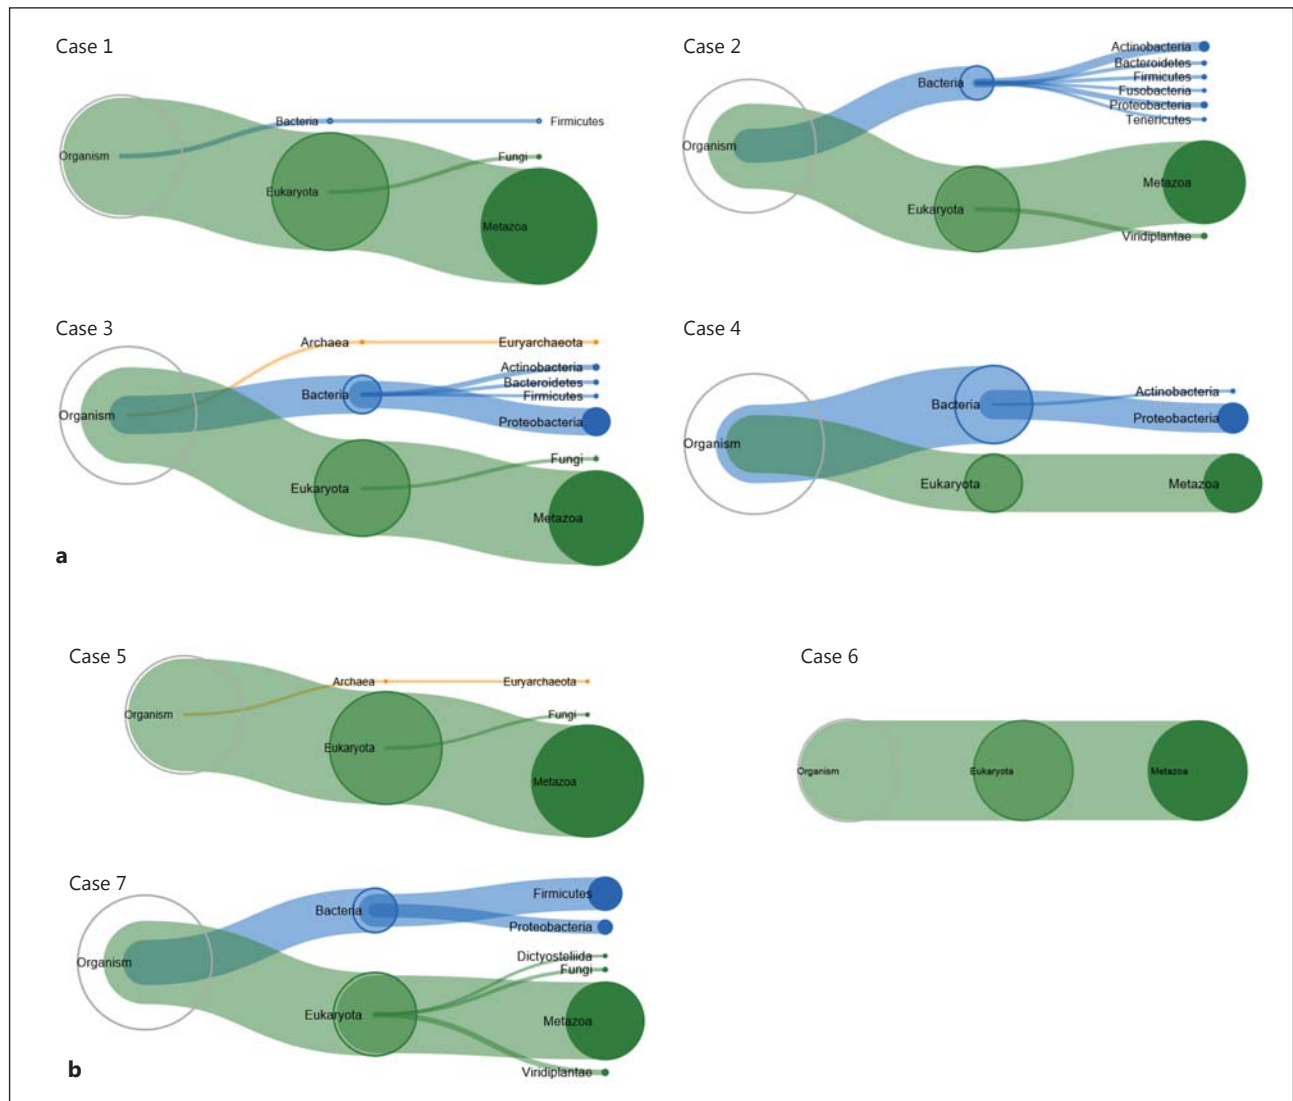 Case 1
Organism
Bacteria
Firmicutes
Fungi
Eukaryota
Metazoa
Case 2
Organism
Bacteria
Actinobacteria
Bacteroidetes
Firmicutes
Fusobacteria
Proteobacteria
Tenericutes
Eukaryota
Metazoa
Viridiplantae
Case 3
Organism
Archaea
Euryarchaeota
Bacteria
Actinobacteria
Bacteroidetes
Firmicutes
Proteobacteria
Fungi
Eukaryota
Metazoa
Case 4
Organism
Bacteria
Actinobacteria
Proteobacteria
Eukaryota
Metazoa
a
Case 5
Organism
Archaea
Euryarchaeota
Fungi
Eukaryota
Metazoa
Case 6
Organism
Eukaryota
Metazoa
Case 7
Organism
Bacteria
Firmicutes
Proteobacteria
Dictyosteliida
Fungi
Eukaryota
Metazoa
Viridiplantae
b